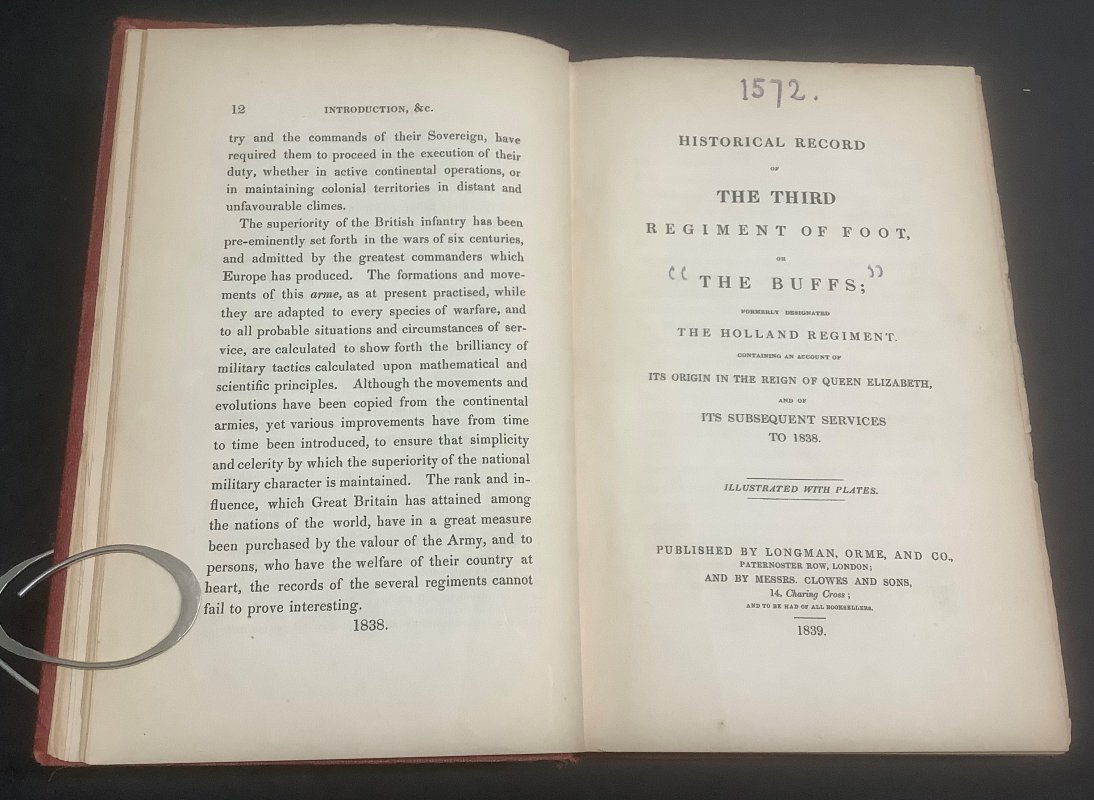 12 INTRODUCTION, &c.
try and the commands of their Sovereign, have
required them to proceed in the execution of their
duty, whether in active continental operations, or
in maintaining colonial territories in distant and
unfavourable climes.
The superiority of the British infantry has been
pre-eminently set forth in the wars of six centuries,
and admitted by the greatest commanders which
Europe has produced. The formations and move-
ments of this arme, as at present practised, while
they are adapted to every species of warfare, and
to all probable situations and circumstances of ser-
vice, are calculated to show forth the brilliancy of
military tactics calculated upon mathematical and
scientific principles. Although the movements and
evolutions have been copied from the continental
armies, yet various improvements have from time
to time been introduced, to ensure that simplicity
and celerity by which the superiority of the national
military character is maintained. The rank and in-
fluence, which Great Britain has attained among
the nations of the world, have in a great measure
been purchased by the valour of the Army, and to
persons, who have the welfare of their country at
heart, the records of the several regiments cannot
fail to prove interesting.
1838.
1572.
HISTORICAL RECORD
OF
THE THIRD
REGIMENT OF FOOT,
OR
"THE BUFFS;"
FORMERLY DESIGNATED
THE HOLLAND REGIMENT.
CONTAINING AN ACCOUNT OF
ITS ORIGIN IN THE REIGN OF QUEEN ELIZABETH,
AND OF
ITS SUBSEQUENT SERVICES
TO 1838.
ILLUSTRATED WITH PLATES.
PUBLISHED BY LONGMAN, ORME, AND CO.,
PATERNOSTER ROW, LONDON;
AND BY MESSRS. CLOWES AND SONS,
14, Charing Cross;
AND TO BE HAD OF ALL BOOKSELLERS.
1839.